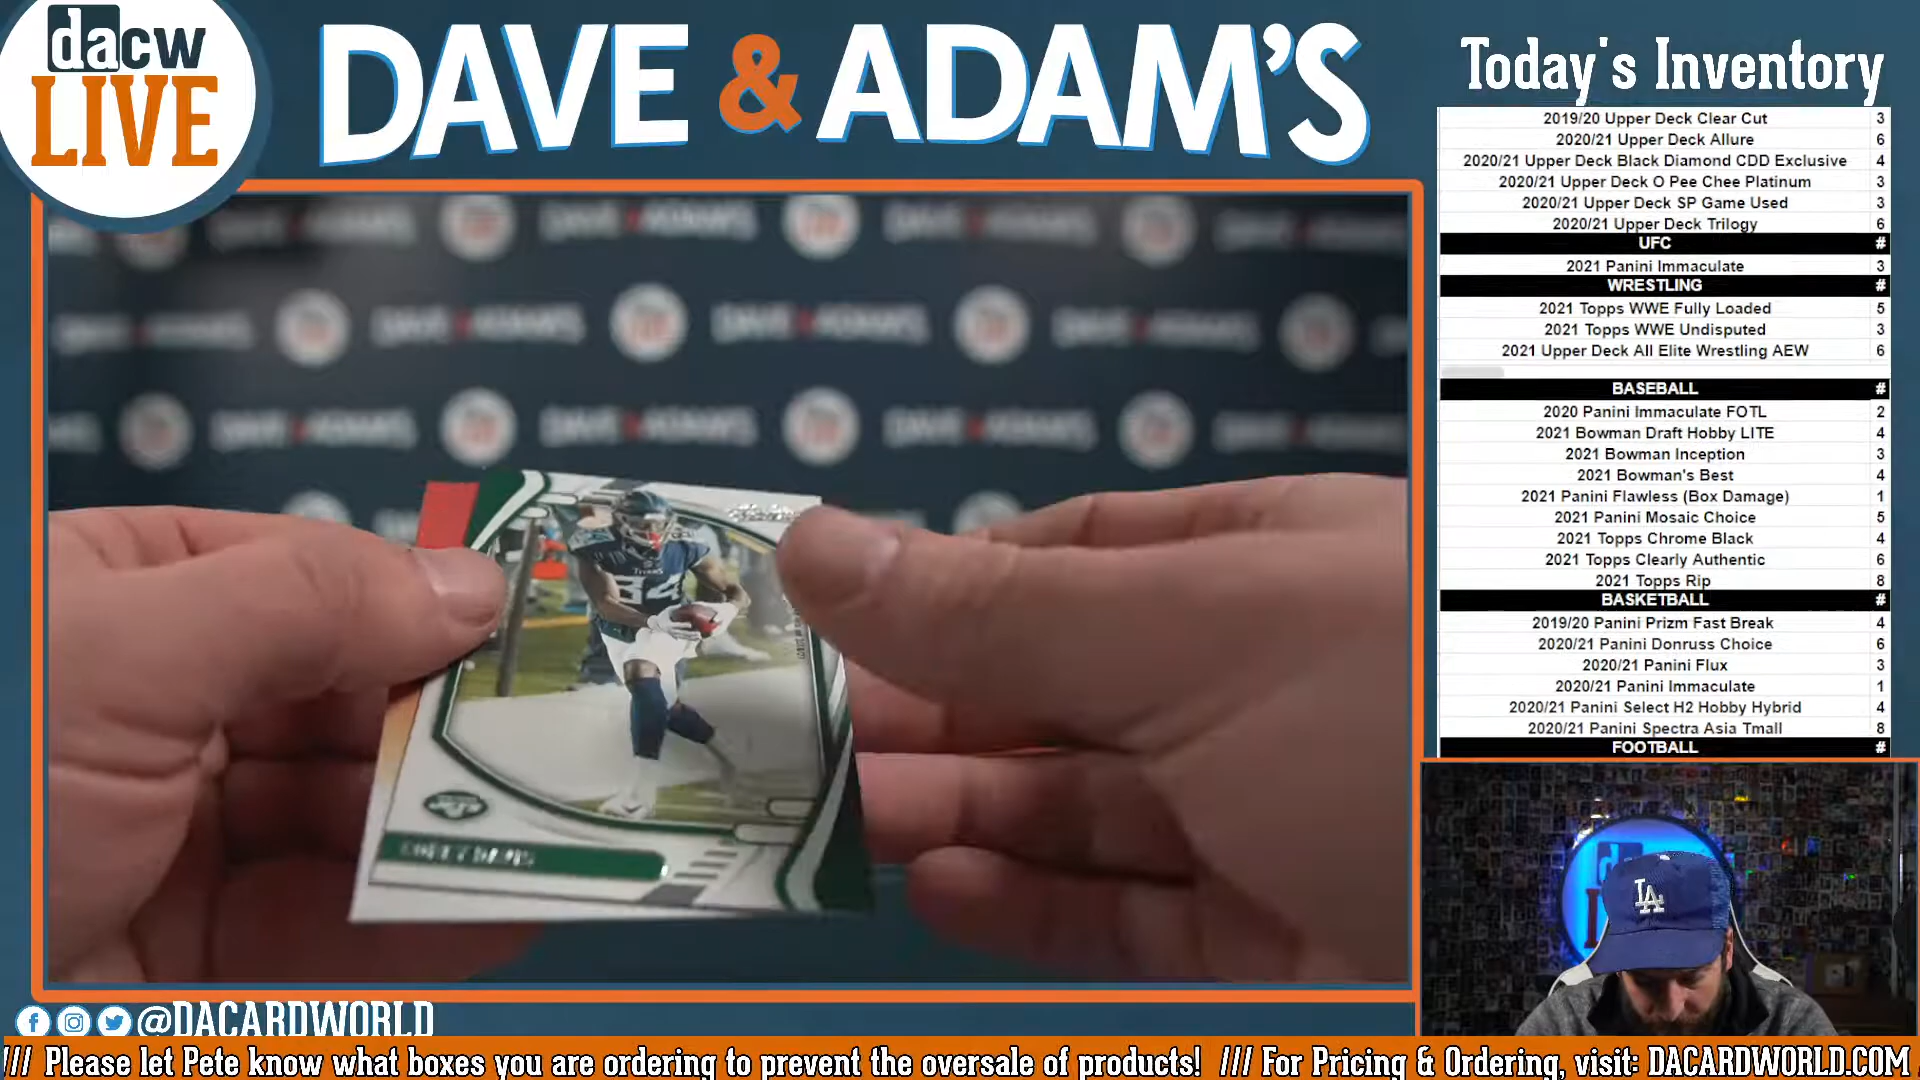 dacw
LIVE
DAVE & ADAM'S
Today's Inventory
2019/20 Upper Deck Clear Cut 3
2020/21 Upper Deck Allure 6
2020/21 Upper Deck Black Diamond CDD Exclusive 4
2020/21 Upper Deck O Pee Chee Platinum 3
2020/21 Upper Deck SP Game Used 3
2020/21 Upper Deck Trilogy 6
UFC #
2021 Panini Immaculate 3
WRESTLING #
2021 Topps WWE Fully Loaded 5
2021 Topps WWE Undisputed 3
2021 Upper Deck All Elite Wrestling AEW 6
BASEBALL #
2020 Panini Immaculate FOTL 2
2021 Bowman Draft Hobby LITE 4
2021 Bowman Inception 3
2021 Bowman's Best 4
2021 Panini Flawless (Box Damage) 1
2021 Panini Mosaic Choice 5
2021 Topps Chrome Black 4
2021 Topps Clearly Authentic 6
2021 Topps Rip 8
BASKETBALL #
2019/20 Panini Prizm Fast Break 4
2020/21 Panini Donruss Choice 6
2020/21 Panini Flux 3
2020/21 Panini Immaculate 1
2020/21 Panini Select H2 Hobby Hybrid 4
2020/21 Panini Spectra Asia Tmall 8
FOOTBALL #
DAVE & ADAM'S
TITANS
84
COREY DAVIS
LA
@DACARDWORLD
/// Please let Pete know what boxes you are ordering to prevent the oversale of products! /// For Pricing & Ordering, visit: DACARDWORLD.COM